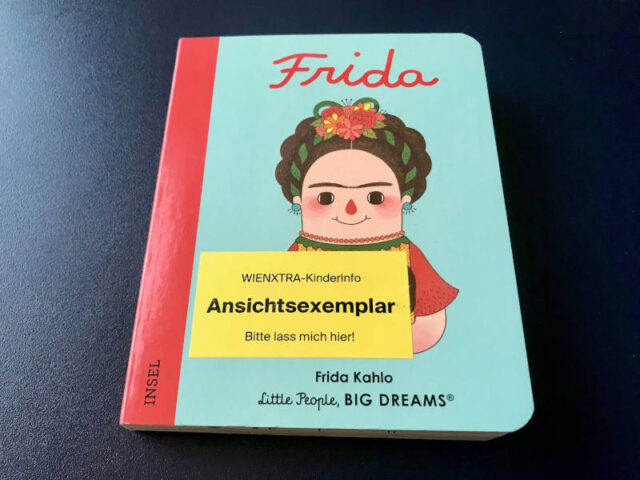 Frida
WIENXTRA-KinderInfo
Ansichtsexemplar
Bitte lass mich hier!
Frida Kahlo
Little People, BIG DREAMS®
INSEL